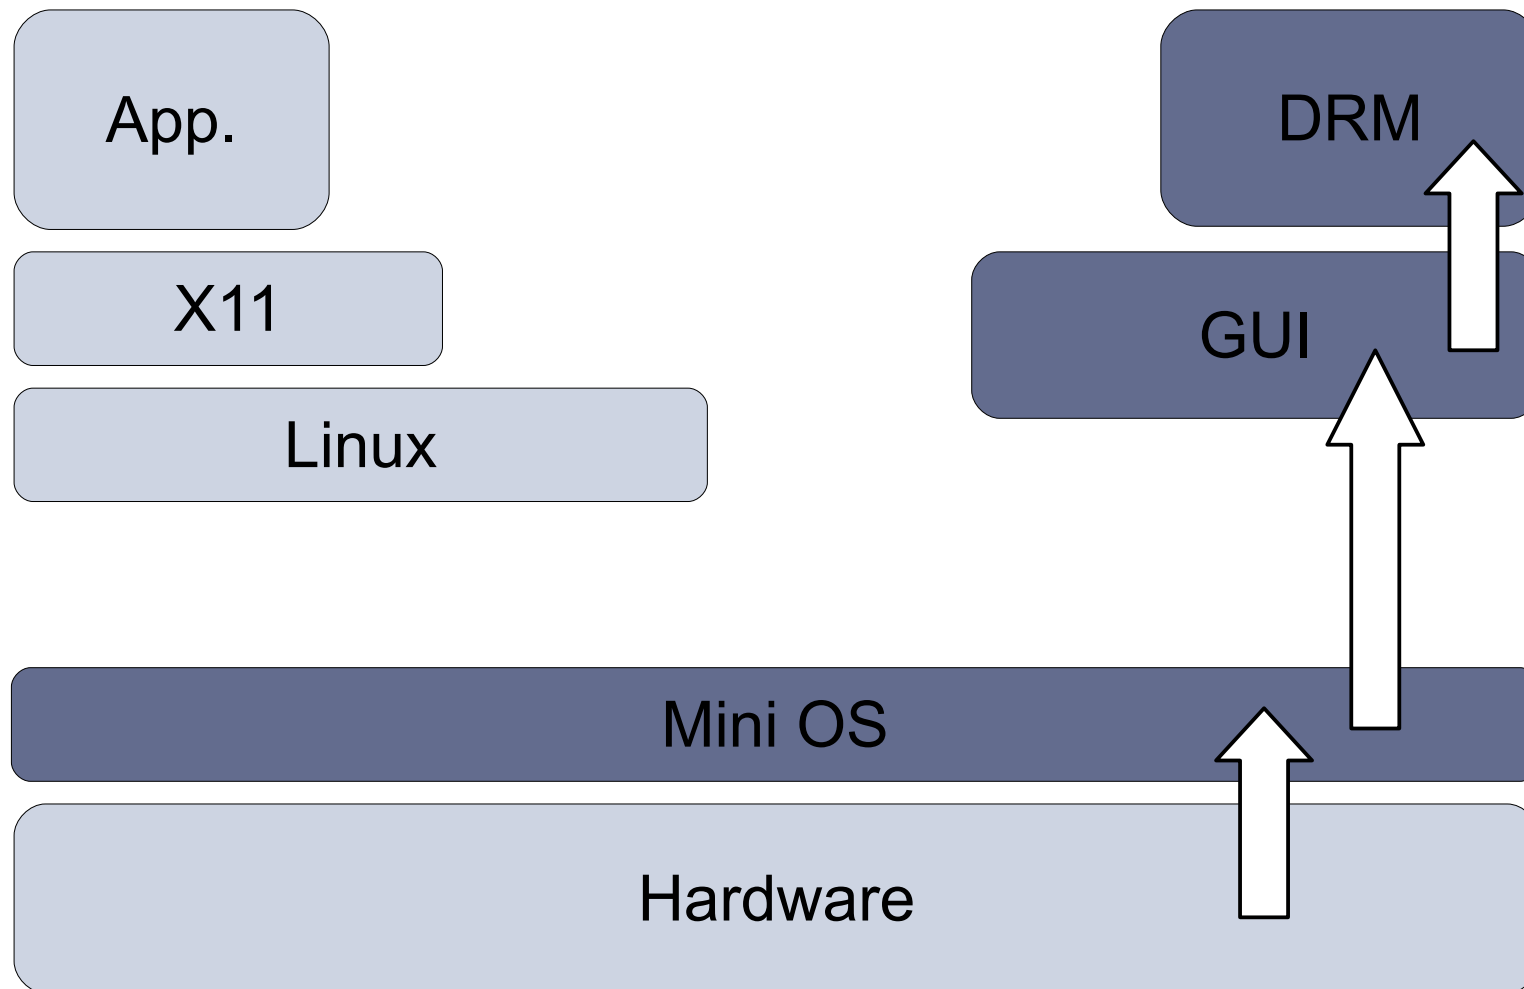 App.
DRM
X11
GUI
Linux
Mini OS
Hardware